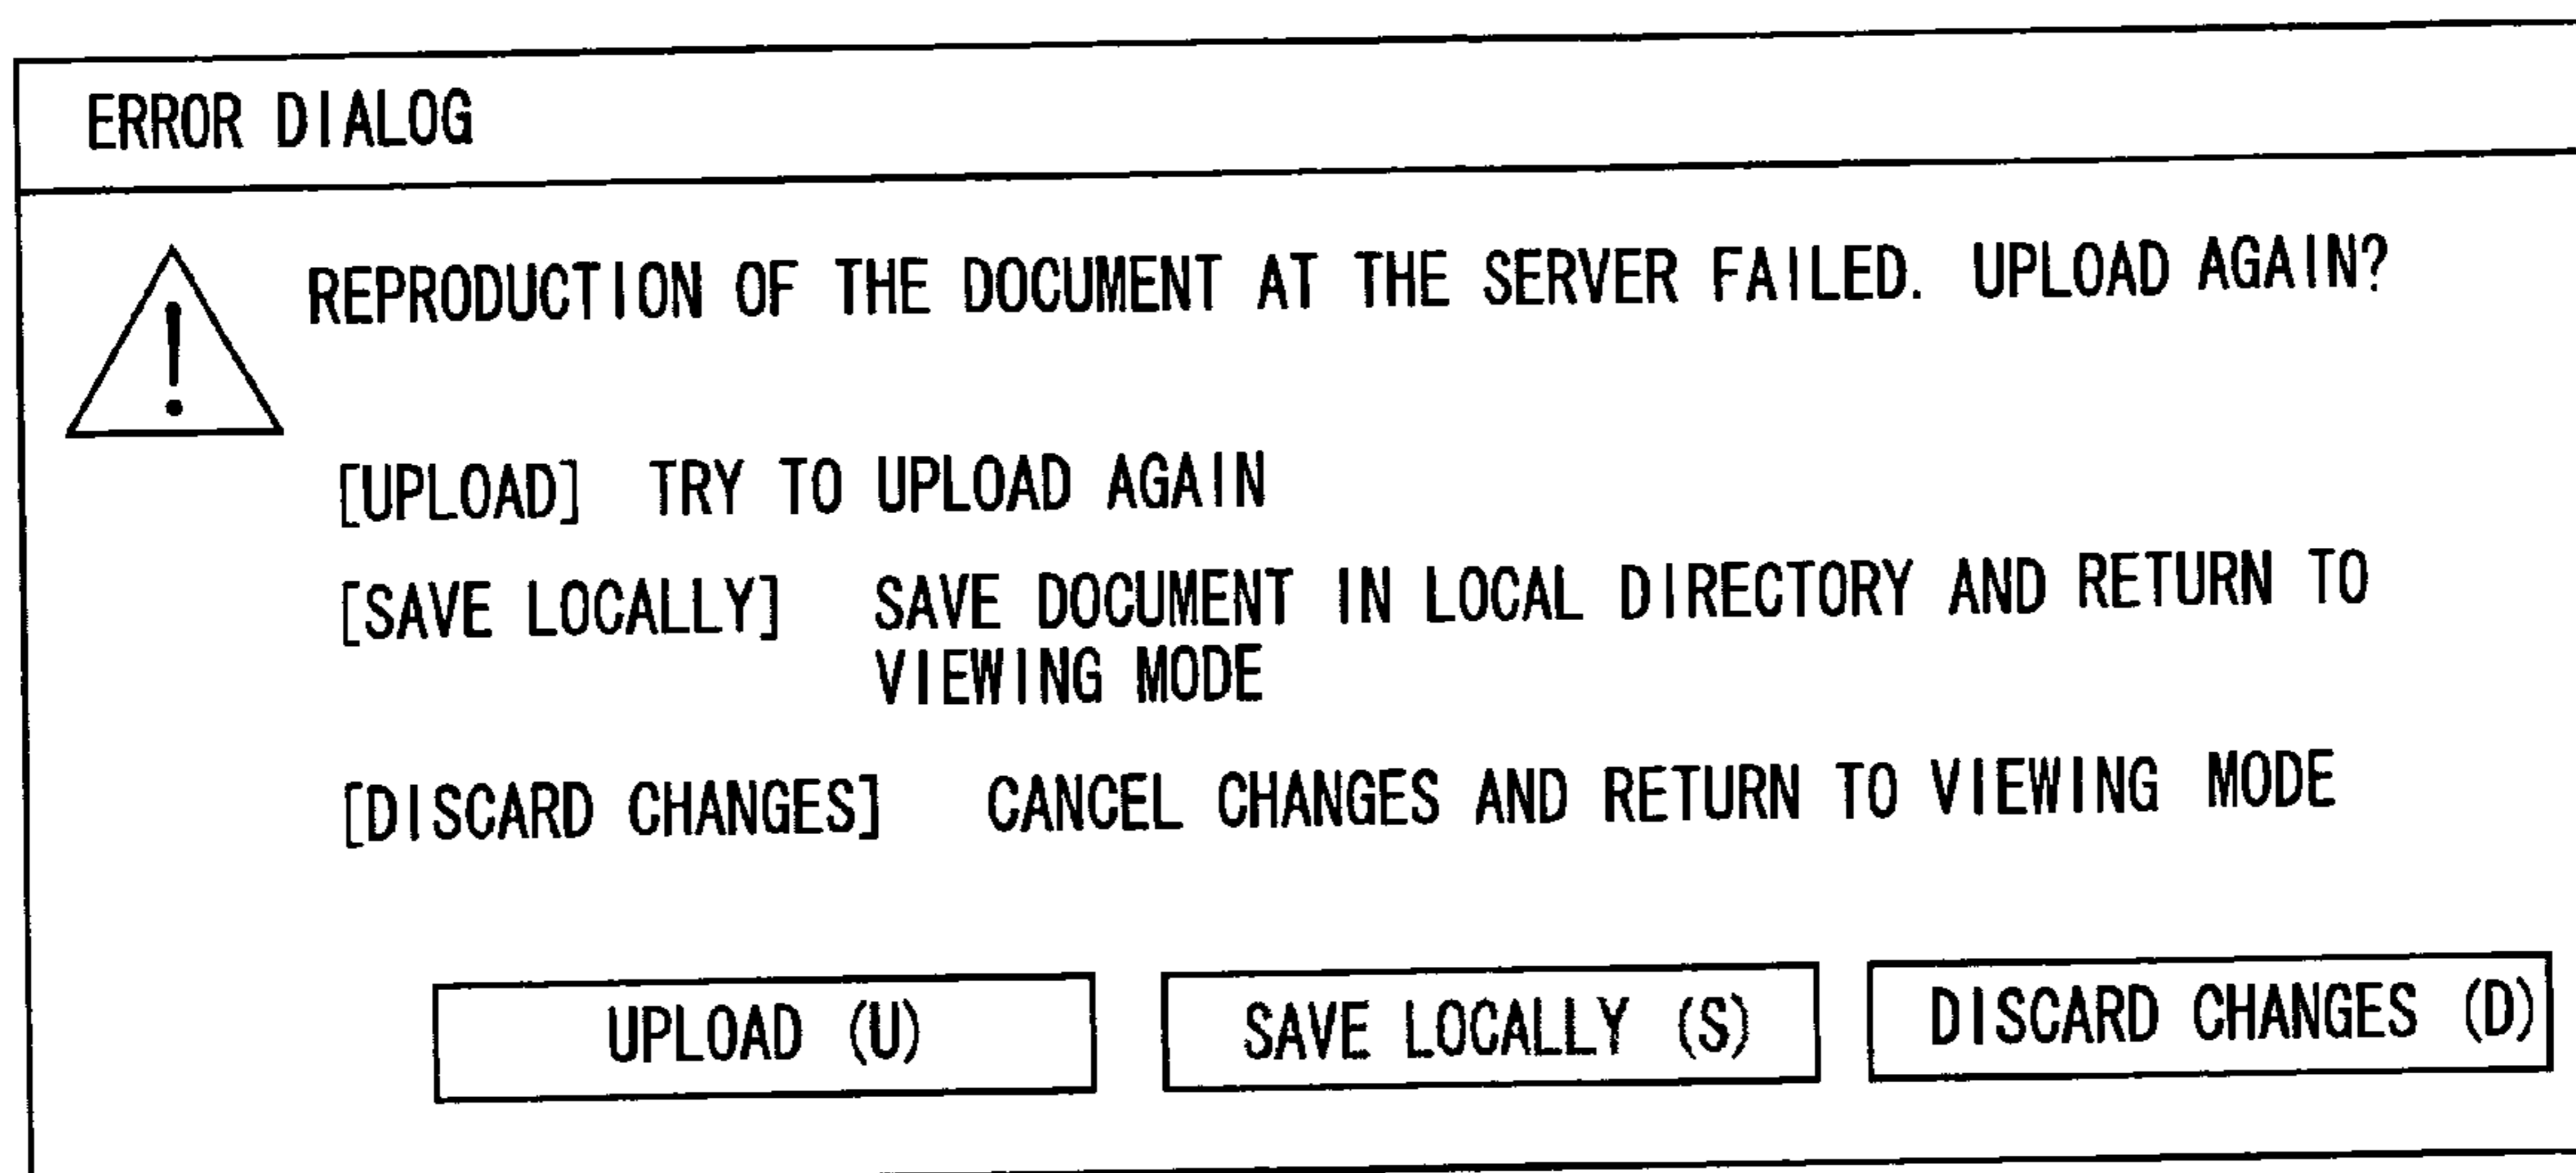 ERROR DIALOG
! REPRODUCTION OF THE DOCUMENT AT THE SERVER FAILED. UPLOAD AGAIN?
[UPLOAD] TRY TO UPLOAD AGAIN
[SAVE LOCALLY] SAVE DOCUMENT IN LOCAL DIRECTORY AND RETURN TO
VIEWING MODE
[DISCARD CHANGES] CANCEL CHANGES AND RETURN TO VIEWING MODE
UPLOAD (U) SAVE LOCALLY (S) DISCARD CHANGES (D)